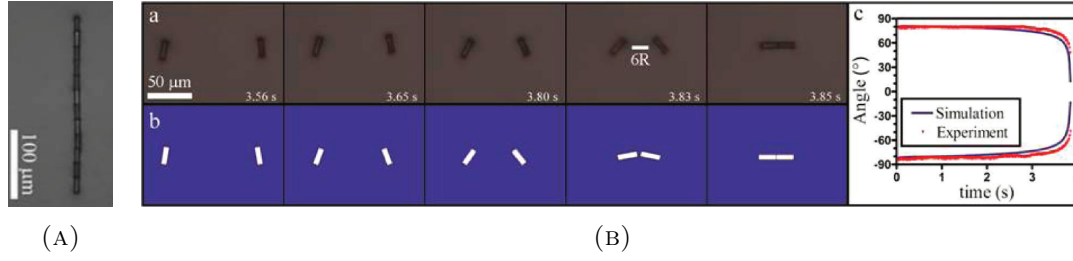 100 μm
a
50 μm
3.56 s
3.65 s
3.80 s
6R
3.83 s
3.85 s
b
c
Angle (°)
90
60
30
0
-30
-60
-90
Simulation
Experiment
0
1
2
3
time (s)
(A)
(B)